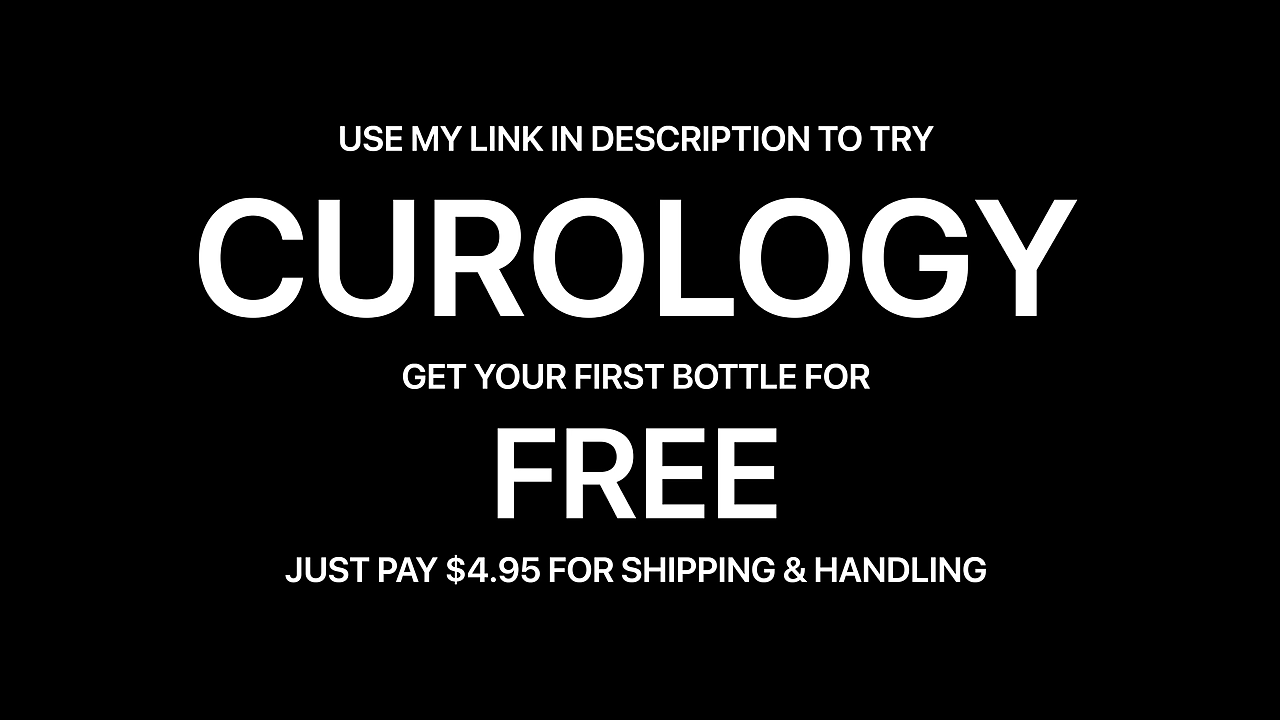 USE MY LINK IN DESCRIPTION TO TRY
CUROLOGY
GET YOUR FIRST BOTTLE FOR
FREE
JUST PAY $4.95 FOR SHIPPING & HANDLING